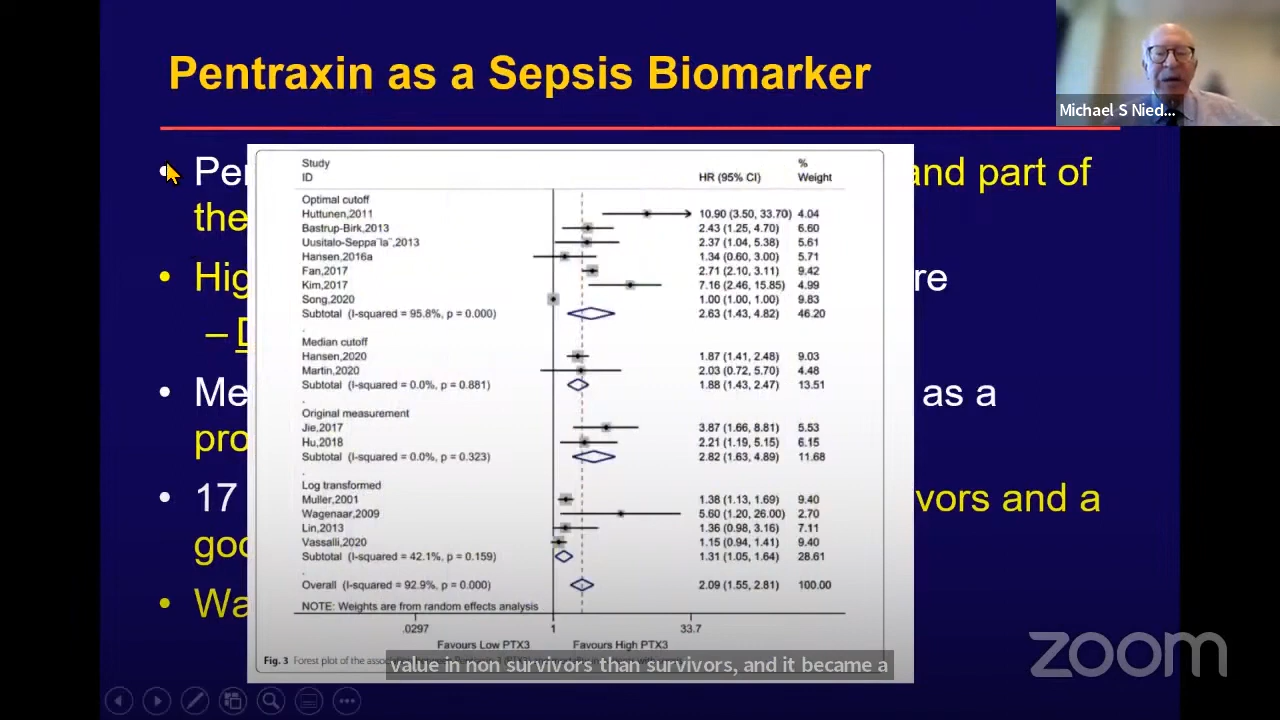 Pentraxin as a Sepsis Biomarker
Michael S Nied...
and part of
the
re
Me as a
pro
17 vors and a
Wa
Study %
ID HR (95% CI) Weight
Optimal cutoff
Huttunen,2011 10.90 (3.50, 33.70) 4.04
Bastrup-Birk,2013 2.43 (1.25, 4.70) 6.60
Uusitalo-Seppa¨la¨,2013 2.37 (1.04, 5.38) 5.61
Hansen,2016a 1.34 (0.60, 3.00) 5.71
Fan,2017 2.71 (2.10, 3.11) 9.42
Kim,2017 7.16 (2.46, 15.85) 4.99
Song,2020 1.00 (1.00, 1.00) 9.83
Subtotal (I-squared = 95.8%, p = 0.000) 2.63 (1.43, 4.82) 46.20
.
Median cutoff
Hansen,2020 1.87 (1.41, 2.48) 9.03
Martin,2020 2.03 (0.72, 5.70) 4.48
Subtotal (I-squared = 0.0%, p = 0.881) 1.88 (1.43, 2.47) 13.51
.
Original measurement
Jie,2017 3.87 (1.66, 8.81) 5.53
Hu,2018 2.21 (1.19, 5.15) 6.15
Subtotal (I-squared = 0.0%, p = 0.323) 2.82 (1.63, 4.89) 11.68
.
Log transformed
Muller,2001 1.38 (1.13, 1.69) 9.40
Wagenaar,2009 5.60 (1.20, 26.00) 2.70
Lin,2013 1.36 (0.98, 3.16) 7.11
Vassalli,2020 1.15 (0.94, 1.41) 9.40
Subtotal (I-squared = 42.1%, p = 0.159) 1.31 (1.05, 1.64) 28.61
.
Overall (I-squared = 92.9%, p = 0.000) 2.09 (1.55, 2.81) 100.00
NOTE: Weights are from random effects analysis
.0297 1 33.7
Favours Low PTX3 Favours High PTX3
Fig. 3 Forest plot of the
value in non survivors than survivors, and it became a
zoom